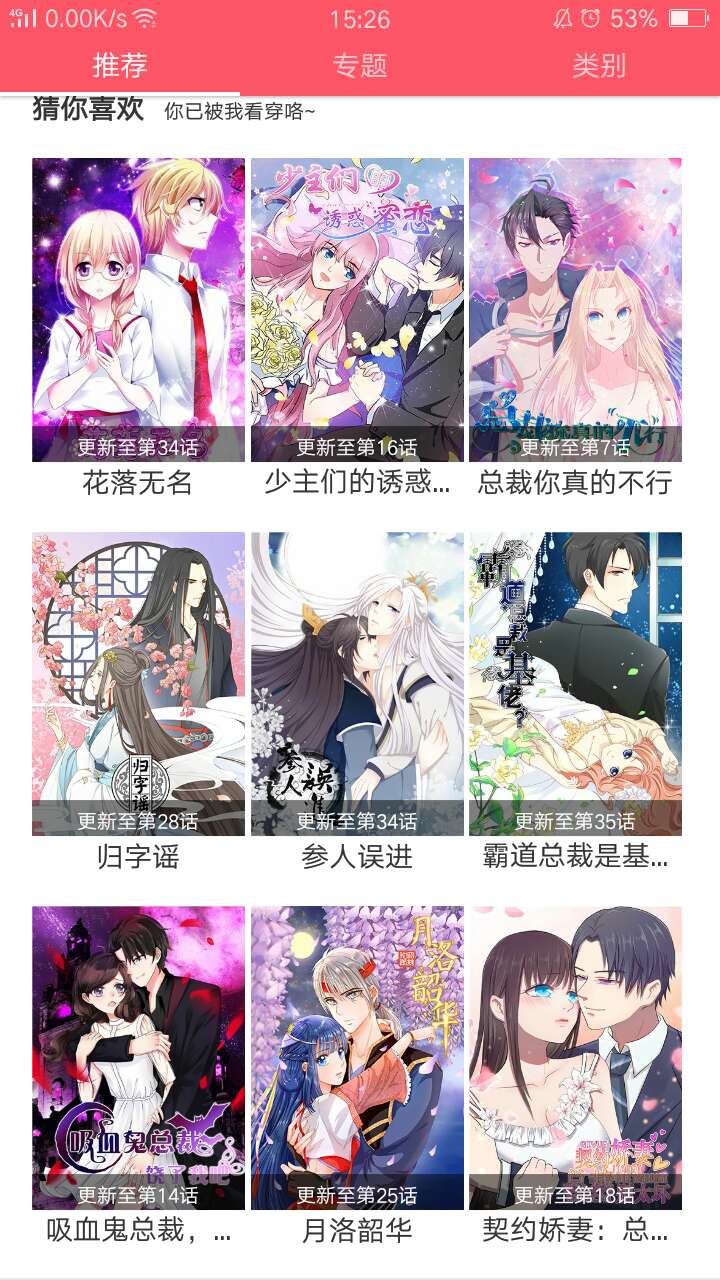 4G 0.00K/s 15:26 53%
推荐 专题 类别
猜你喜欢 你已被我看穿咯~
少主们的
诱惑蜜恋
更新至第34话 更新至第16话 更新至第7话
花落无名 少主们的诱惑... 总裁你真的不行
霸道总裁是基佬?
归字谣
参人误进
更新至第28话 更新至第34话 更新至第35话
归字谣 参人误进 霸道总裁是基...
月洛韶华
吸血鬼总裁
饶了我吧
契约娇妻
更新至第14话 更新至第25话 更新至第18话
吸血鬼总裁，... 月洛韶华 契约娇妻：总...